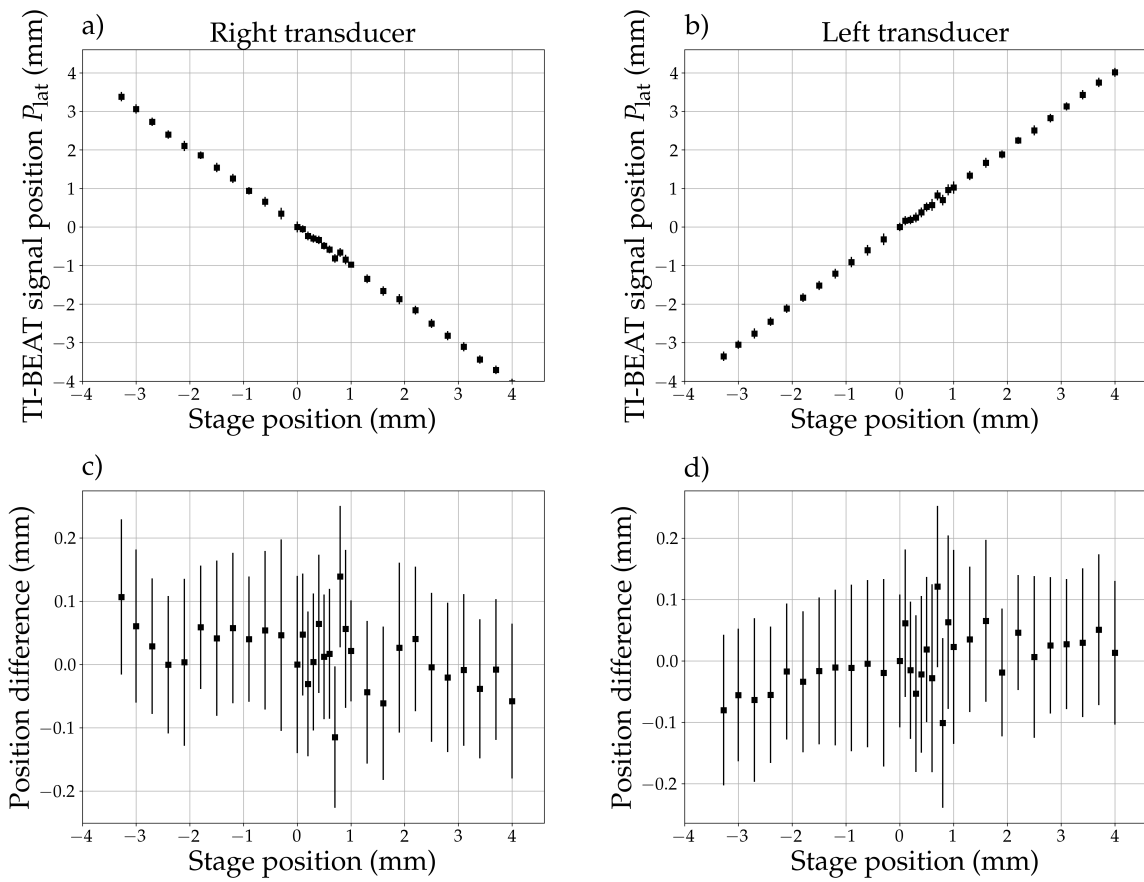 a)
Right transducer
TI-BEAT signal position P_lat (mm)
4
3
2
1
0
−1
−2
−3
−4
−4 −3 −2 −1 0 1 2 3 4
Stage position (mm)
b)
Left transducer
TI-BEAT signal position P_lat (mm)
4
3
2
1
0
−1
−2
−3
−4
−4 −3 −2 −1 0 1 2 3 4
Stage position (mm)
c)
Position difference (mm)
0.2
0.1
0.0
−0.1
−0.2
−4 −3 −2 −1 0 1 2 3 4
Stage position (mm)
d)
Position difference (mm)
0.2
0.1
0.0
−0.1
−0.2
−4 −3 −2 −1 0 1 2 3 4
Stage position (mm)